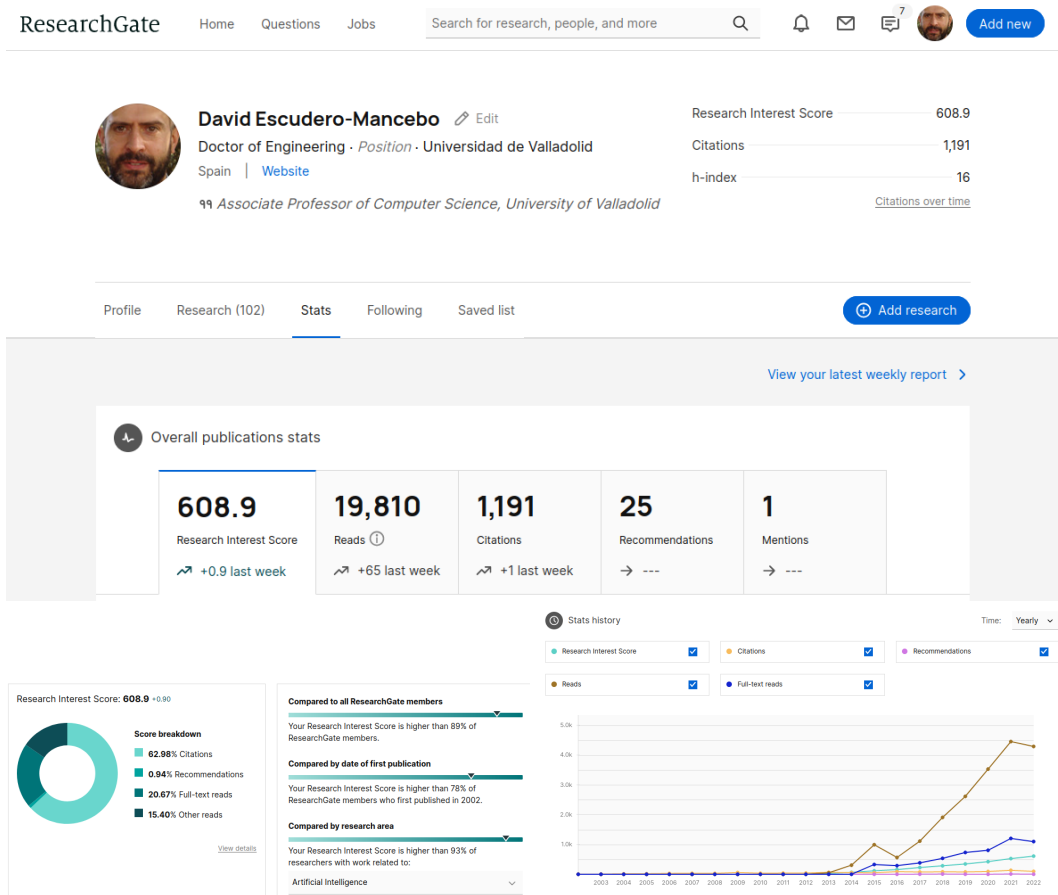 ResearchGate Home Questions Jobs Search for research, people, and more 7 Add new
David Escudero-Mancebo Edit
Doctor of Engineering · Position · Universidad de Valladolid
Spain | Website
Associate Professor of Computer Science, University of Valladolid
Research Interest Score 608.9
Citations 1,191
h-index 16
Citations over time
Profile Research (102) Stats Following Saved list Add research
View your latest weekly report
Overall publications stats
608.9 19,810 1,191 25 1
Research Interest Score Reads Citations Recommendations Mentions
+0.9 last week +65 last week +1 last week --- ---
Research Interest Score: 608.9 +0.90
Score breakdown
62.98% Citations
0.94% Recommendations
20.67% Full-text reads
15.40% Other reads
View details
Compared to all ResearchGate members
Your Research Interest Score is higher than 89% of
ResearchGate members.
Compared by date of first publication
Your Research Interest Score is higher than 78% of
ResearchGate members who first published in 2002.
Compared by research area
Your Research Interest Score is higher than 93% of
researchers with work related to:
Artificial Intelligence
Stats history Time: Yearly
Research Interest Score Citations Recommendations
Reads Full-text reads
5.0k
4.0k
3.0k
2.0k
1.0k
2003 2004 2005 2006 2007 2008 2009 2010 2011 2012 2013 2014 2015 2016 2017 2018 2019 2020 2021 2022